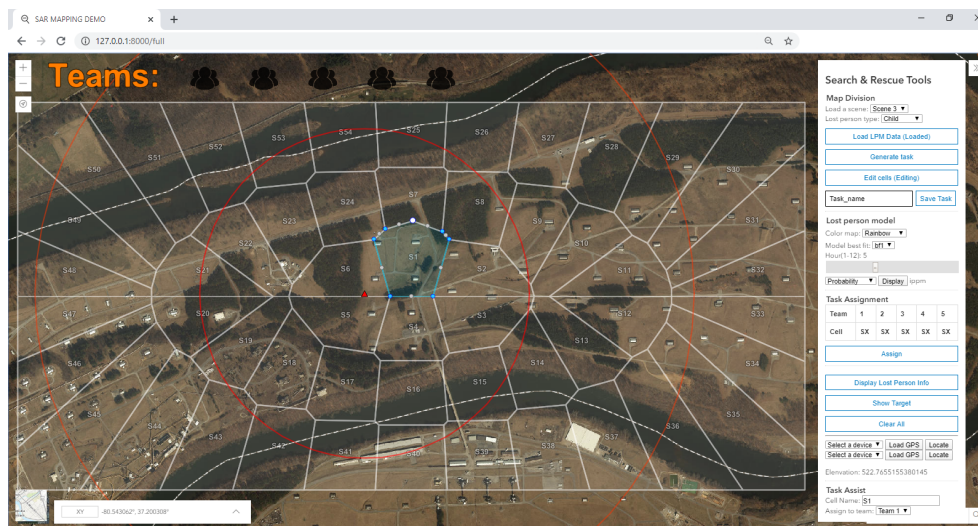 SAR MAPPING DEMO
127.0.0.1:8000/full
Teams:
S54
S25
S26
S53
S52
S27
S28
S51
S29
S50
S30
S24
S7
S8
S49
S23
S9
S31
S22
S10
S1
S48
S21
S6
S2
S11
S32
S47
S20
S5
S3
S12
S33
S4
S19
S13
S46
S18
S14
S34
S17
S16
S15
S45
S35
S44
S43
S36
S37
S42
S38
S41
S40
S39
XY -80.543062°, 37.200308°
Search & Rescue Tools
Map Division
Load a scene: Scene 3
Lost person type: Child
Load LPM Data (Loaded)
Generate task
Edit cells (Editing)
Task_name Save Task
Lost person model
Color map: Rainbow
Model best fit: bf1
Hour(1-12): 5
Probability Display ippm
Task Assignment
Team 1 2 3 4 5
Cell SX SX SX SX SX
Assign
Display Lost Person Info
Show Target
Clear All
Select a device Load GPS Locate
Select a device Load GPS Locate
Elenvation: 522.7655155380145
Task Assist
Cell Name: S1
Assign to team: Team 1